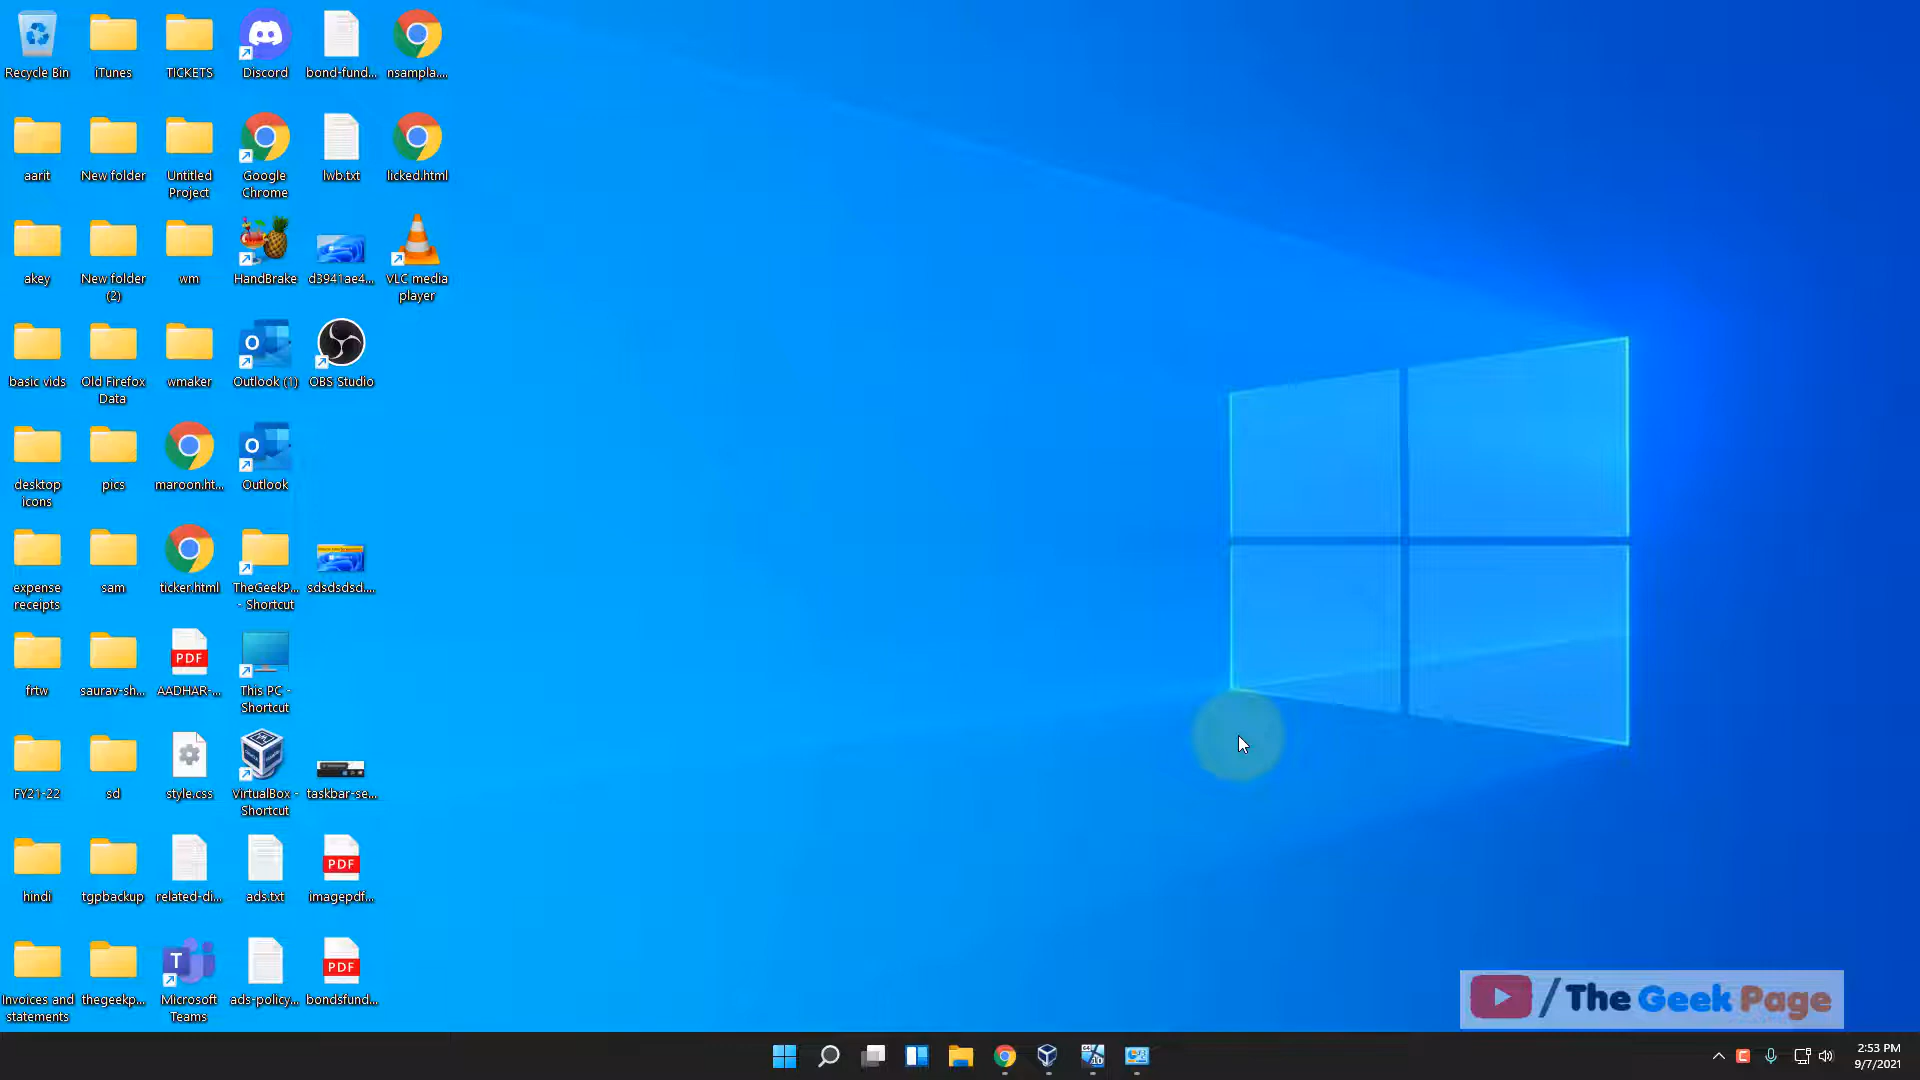 Recycle Bin
iTunes
TICKETS
Discord
bond-fund...
nsampla....
aarit
New folder
Untitled
Project
Google
Chrome
lwb.txt
licked.html
akey
New folder
(2)
wm
HandBrake
d3941ae4...
VLC media
player
basic vids
Old Firefox
Data
wmaker
Outlook (1)
OBS Studio
desktop
icons
pics
maroon.ht...
Outlook
expense
receipts
sam
ticker.html
TheGeekP...
- Shortcut
sdsdsdsd....
frtw
saurav-sh...
PDF
AADHAR-...
This PC -
Shortcut
FY21-22
sd
style.css
VirtualBox -
Shortcut
taskbar-se...
hindi
tgpbackup
related-di...
ads.txt
PDF
imagepdf...
Invoices and
statements
thegeekp...
Microsoft
Teams
ads-policy...
PDF
bondsfund...
/ The Geek Page
2:53 PM
9/7/2021